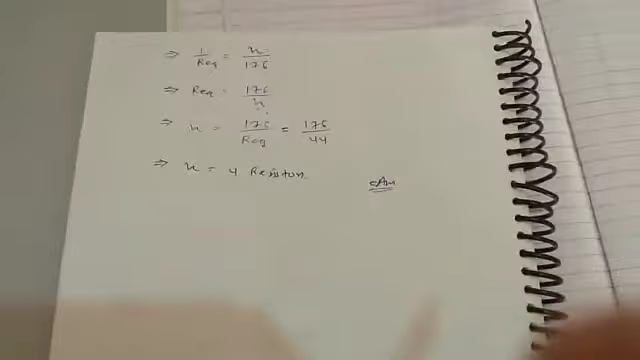 ⇒ 1/Req = n/176
⇒ Req = 176/n
⇒ n = 176/Req = 176/44
⇒ n = 4 Resistors
Ans